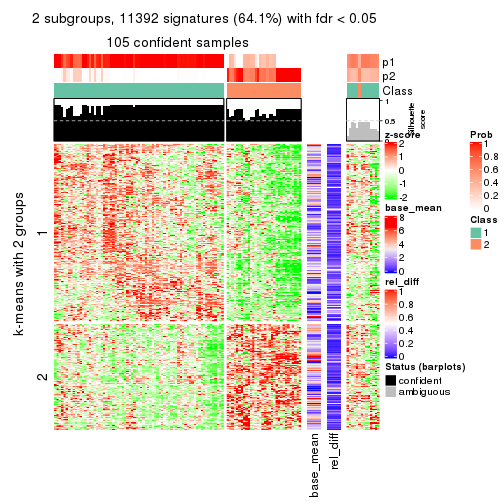 2 subgroups, 11392 signatures (64.1%) with fdr < 0.05
105 confident samples
p1
p2
Class
1
0.5
0
Silhouette
score
k-means with 2 groups
1
2
base_mean
rel_diff
z-score
2
1
0
-1
-2
base_mean
8
6
4
2
0
rel_diff
1
0.8
0.6
0.4
0.2
0
Status (barplots)
confident
ambiguous
Prob
1
0.8
0.6
0.4
0.2
0
Class
1
2